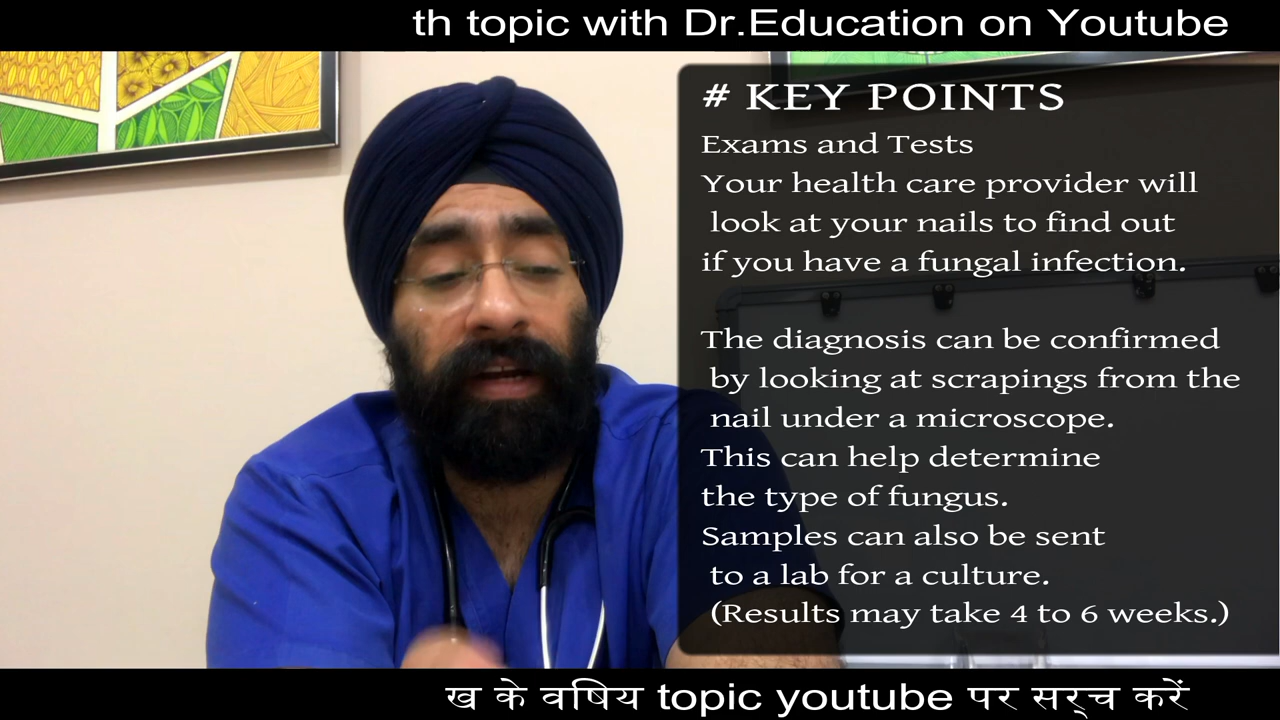 th topic with Dr.Education on Youtube
# KEY POINTS
Exams and Tests
Your health care provider will
look at your nails to find out
if you have a fungal infection.
The diagnosis can be confirmed
by looking at scrapings from the
nail under a microscope.
This can help determine
the type of fungus.
Samples can also be sent
to a lab for a culture.
(Results may take 4 to 6 weeks.)
ख के वषिय topic youtube पर सर्च करें